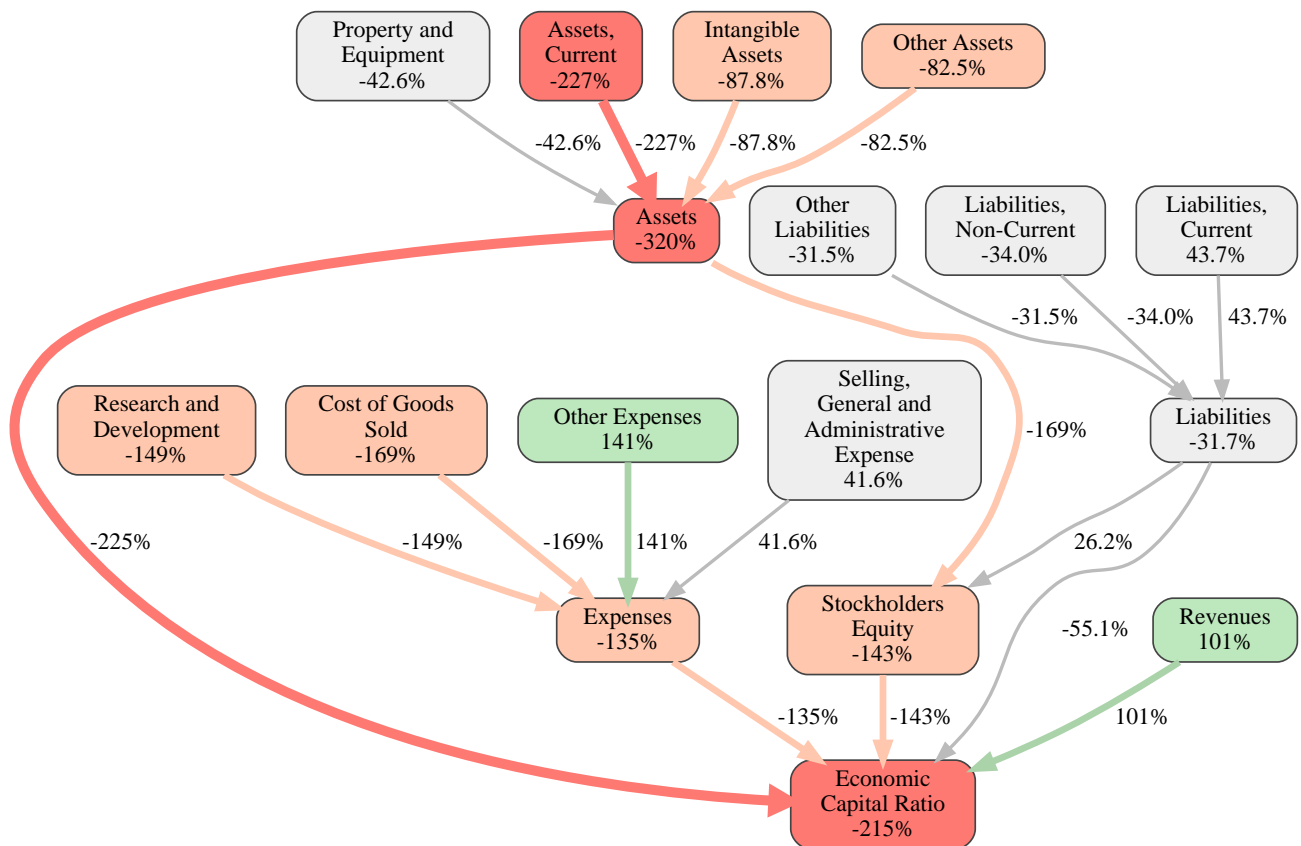 Property and
Equipment
-42.6%
Assets,
Current
-227%
Intangible
Assets
-87.8%
Other Assets
-82.5%
-42.6%
-227%
-87.8%
-82.5%
Assets
-320%
Other
Liabilities
-31.5%
Liabilities,
Non-Current
-34.0%
Liabilities,
Current
43.7%
-31.5%
-34.0%
43.7%
Research and
Development
-149%
Cost of Goods
Sold
-169%
Other Expenses
141%
Selling,
General and
Administrative
Expense
41.6%
-169%
Liabilities
-31.7%
-225%
-149%
-169%
141%
41.6%
26.2%
Expenses
-135%
Stockholders
Equity
-143%
-55.1%
Revenues
101%
-135%
-143%
101%
Economic
Capital Ratio
-215%